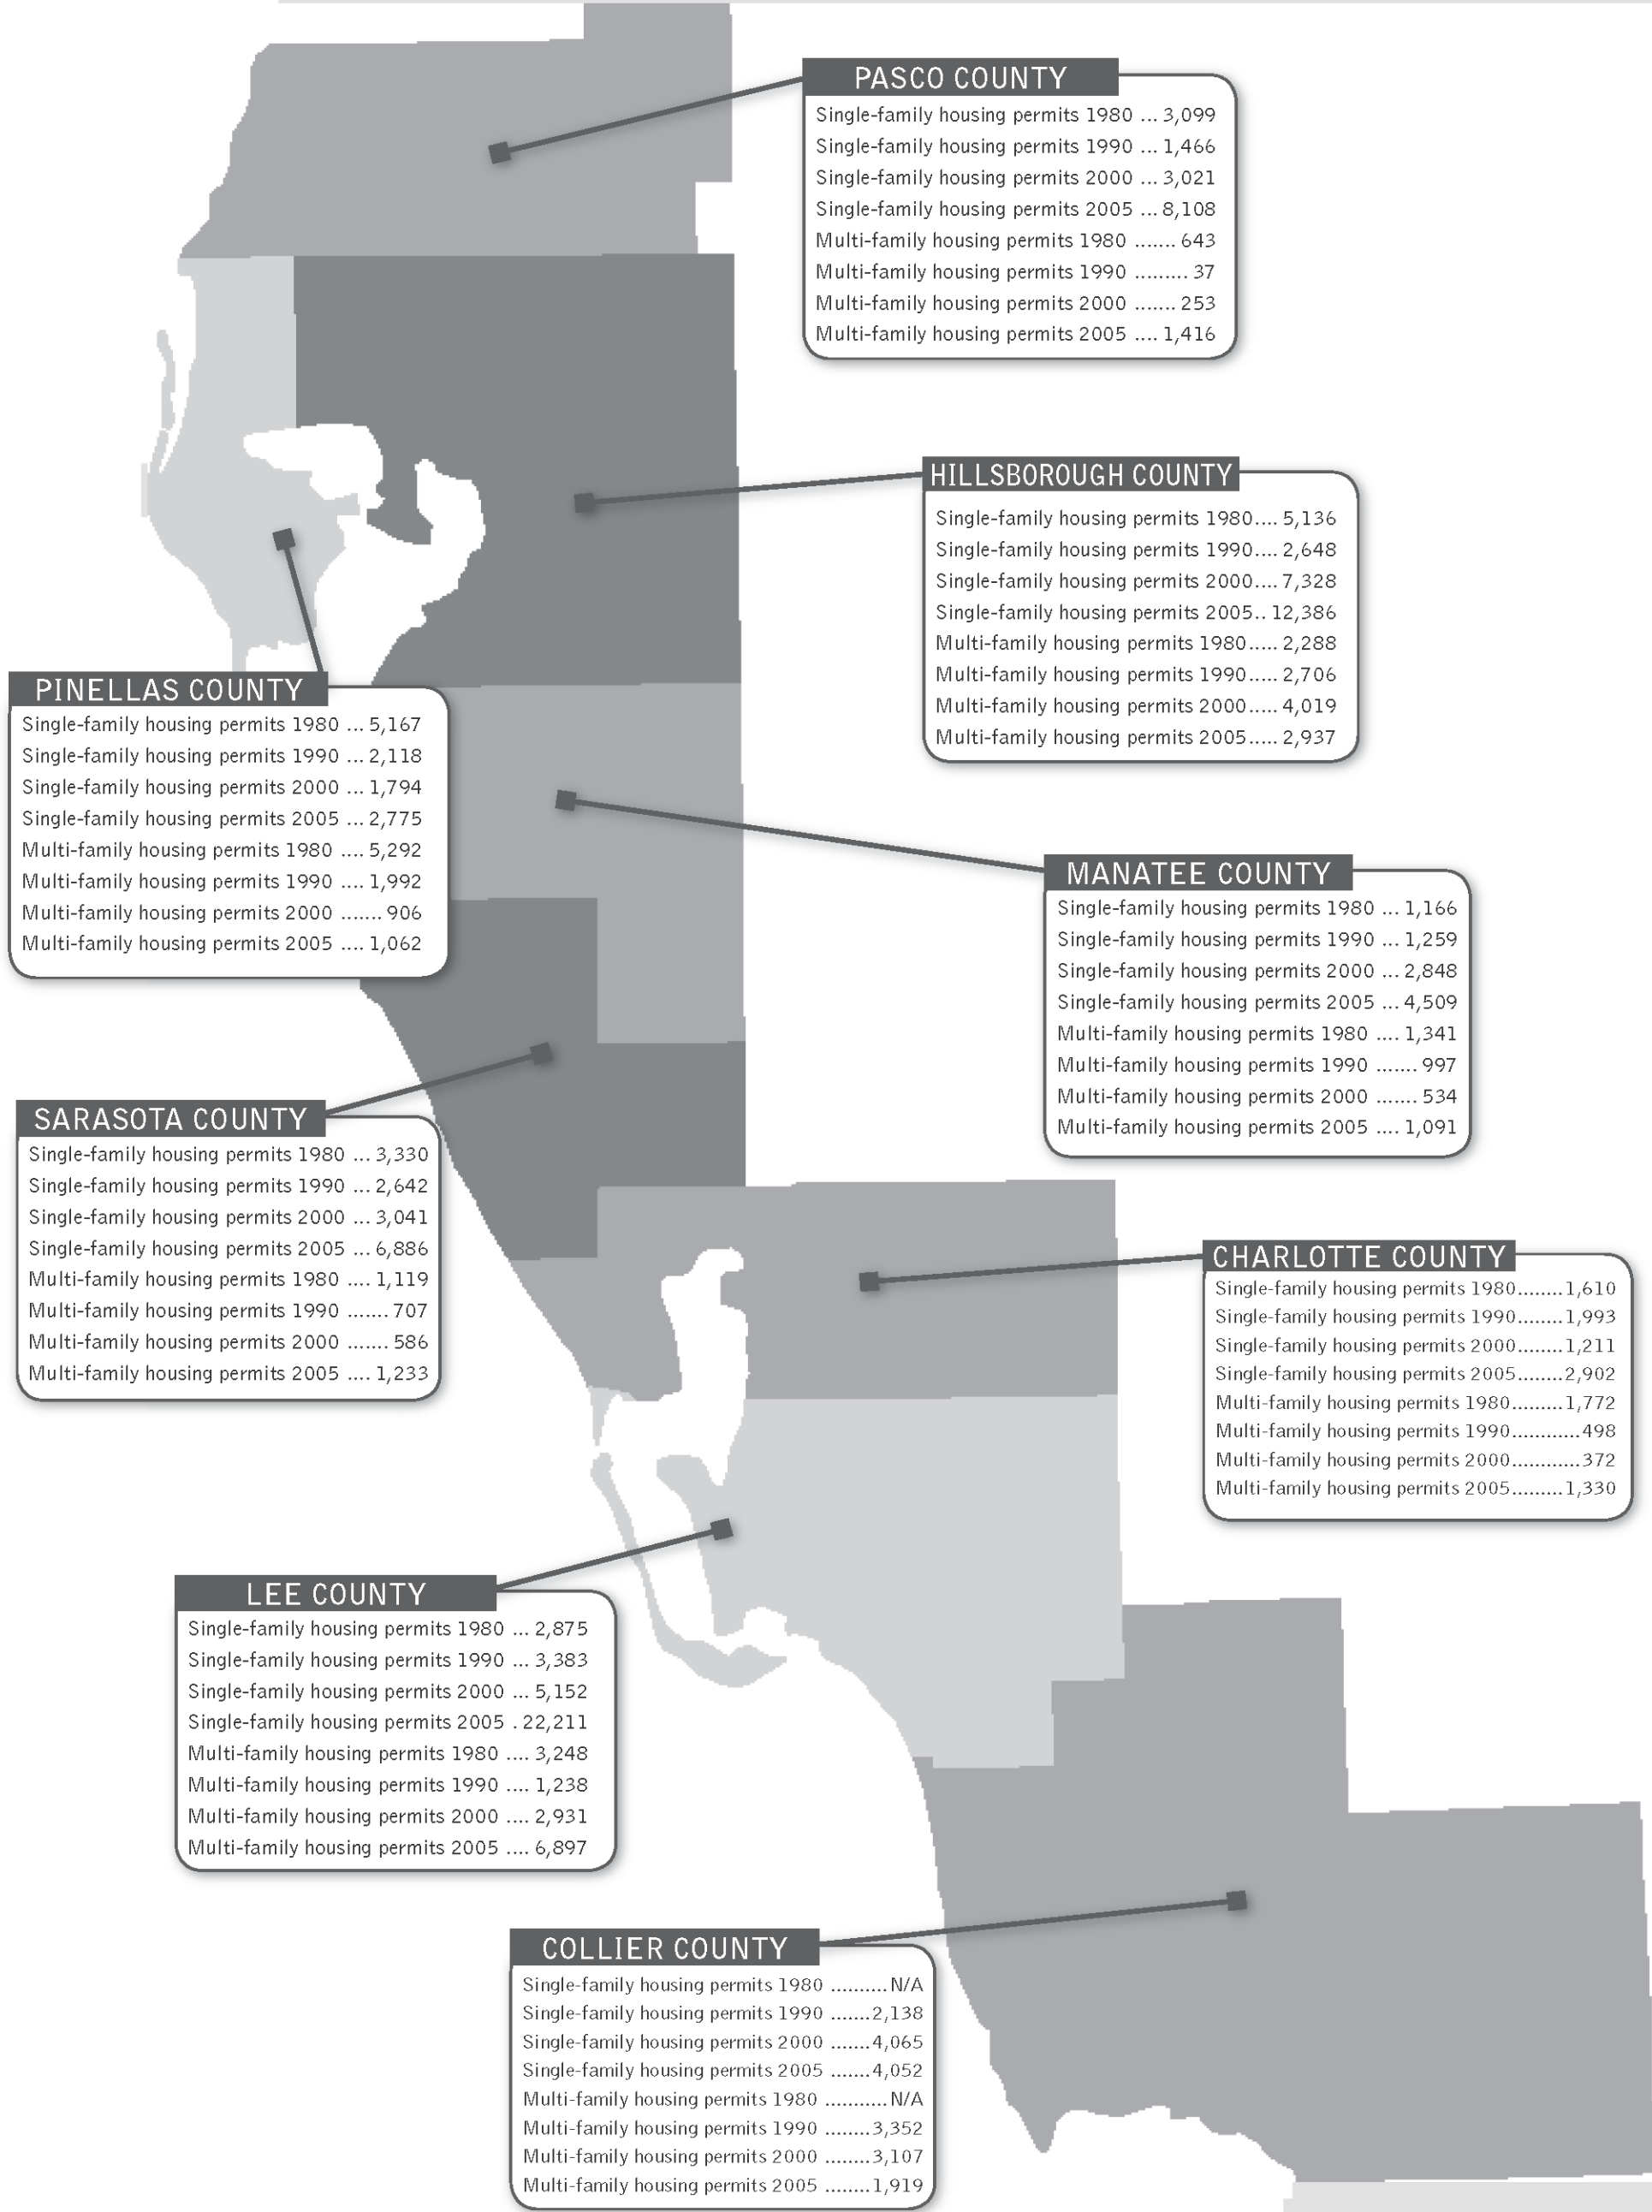 PASCO COUNTY
Single-family housing permits 1980 ... 3,099
Single-family housing permits 1990 ... 1,466
Single-family housing permits 2000 ... 3,021
Single-family housing permits 2005 ... 8,108
Multi-family housing permits 1980 ....... 643
Multi-family housing permits 1990 ......... 37
Multi-family housing permits 2000 ....... 253
Multi-family housing permits 2005 .... 1,416
HILLSBOROUGH COUNTY
Single-family housing permits 1980.... 5,136
Single-family housing permits 1990.... 2,648
Single-family housing permits 2000.... 7,328
Single-family housing permits 2005.. 12,386
Multi-family housing permits 1980..... 2,288
Multi-family housing permits 1990..... 2,706
Multi-family housing permits 2000..... 4,019
Multi-family housing permits 2005..... 2,937
PINELLAS COUNTY
Single-family housing permits 1980 ... 5,167
Single-family housing permits 1990 ... 2,118
Single-family housing permits 2000 ... 1,794
Single-family housing permits 2005 ... 2,775
Multi-family housing permits 1980 .... 5,292
Multi-family housing permits 1990 .... 1,992
Multi-family housing permits 2000 ....... 906
Multi-family housing permits 2005 .... 1,062
MANATEE COUNTY
Single-family housing permits 1980 ... 1,166
Single-family housing permits 1990 ... 1,259
Single-family housing permits 2000 ... 2,848
Single-family housing permits 2005 ... 4,509
Multi-family housing permits 1980 .... 1,341
Multi-family housing permits 1990 ....... 997
Multi-family housing permits 2000 ....... 534
Multi-family housing permits 2005 .... 1,091
SARASOTA COUNTY
Single-family housing permits 1980 ... 3,330
Single-family housing permits 1990 ... 2,642
Single-family housing permits 2000 ... 3,041
Single-family housing permits 2005 ... 6,886
Multi-family housing permits 1980 .... 1,119
Multi-family housing permits 1990 ....... 707
Multi-family housing permits 2000 ....... 586
Multi-family housing permits 2005 .... 1,233
CHARLOTTE COUNTY
Single-family housing permits 1980........1,610
Single-family housing permits 1990........1,993
Single-family housing permits 2000........1,211
Single-family housing permits 2005........2,902
Multi-family housing permits 1980.........1,772
Multi-family housing permits 1990............498
Multi-family housing permits 2000............372
Multi-family housing permits 2005.........1,330
LEE COUNTY
Single-family housing permits 1980 ... 2,875
Single-family housing permits 1990 ... 3,383
Single-family housing permits 2000 ... 5,152
Single-family housing permits 2005 . 22,211
Multi-family housing permits 1980 .... 3,248
Multi-family housing permits 1990 .... 1,238
Multi-family housing permits 2000 .... 2,931
Multi-family housing permits 2005 .... 6,897
COLLIER COUNTY
Single-family housing permits 1980 ..........N/A
Single-family housing permits 1990 .......2,138
Single-family housing permits 2000 .......4,065
Single-family housing permits 2005 .......4,052
Multi-family housing permits 1980 ...........N/A
Multi-family housing permits 1990 ........3,352
Multi-family housing permits 2000 ........3,107
Multi-family housing permits 2005 ........1,919